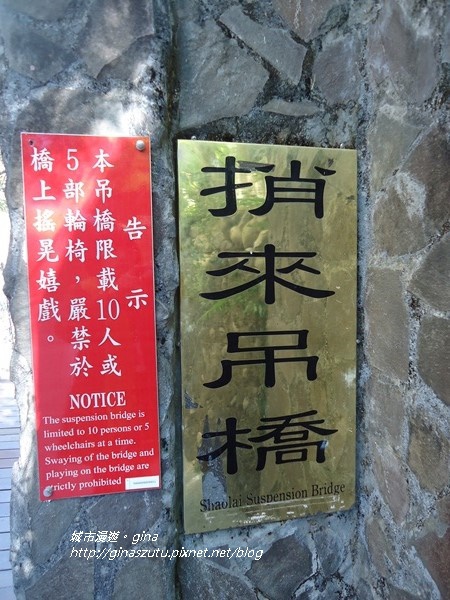 告示
本吊橋限載10人或
5部輪椅，嚴禁於
橋上搖晃嬉戲。
NOTICE
The suspension bridge is
limited to 10 persons or 5
wheelchairs at a time.
Swaying of the bridge and
playing on the bridge are
strictly prohibited
捎來吊橋
Shaolai Suspension Bridge
城市漫遊。gina
http://ginaszutu.pixnet.net/blog